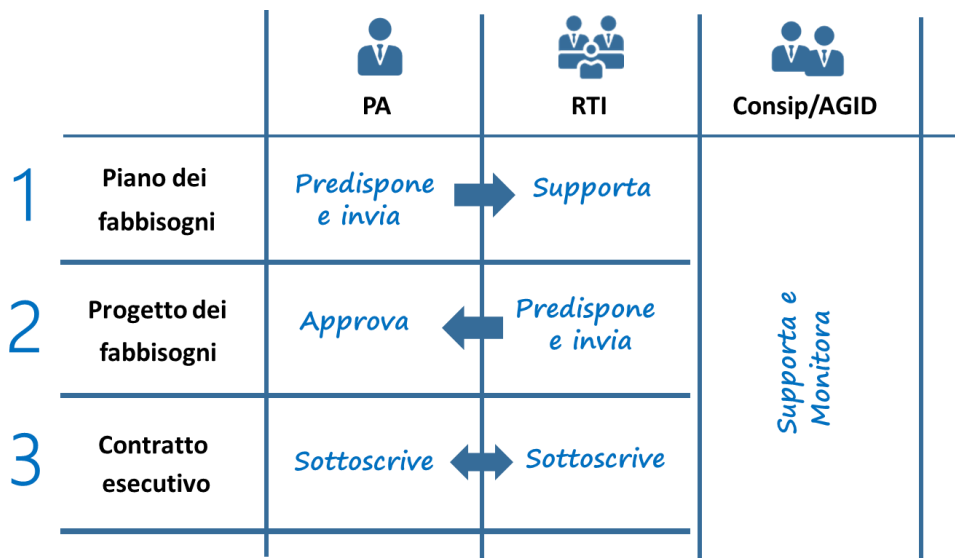 PA
RTI
Consip/AGID
1
Piano dei
fabbisogni
Predispone
e invia
Supporta
2
Progetto dei
fabbisogni
Approva
Predispone
e invia
3
Contratto
esecutivo
Sottoscrive
Sottoscrive
Supporta e
Monitora